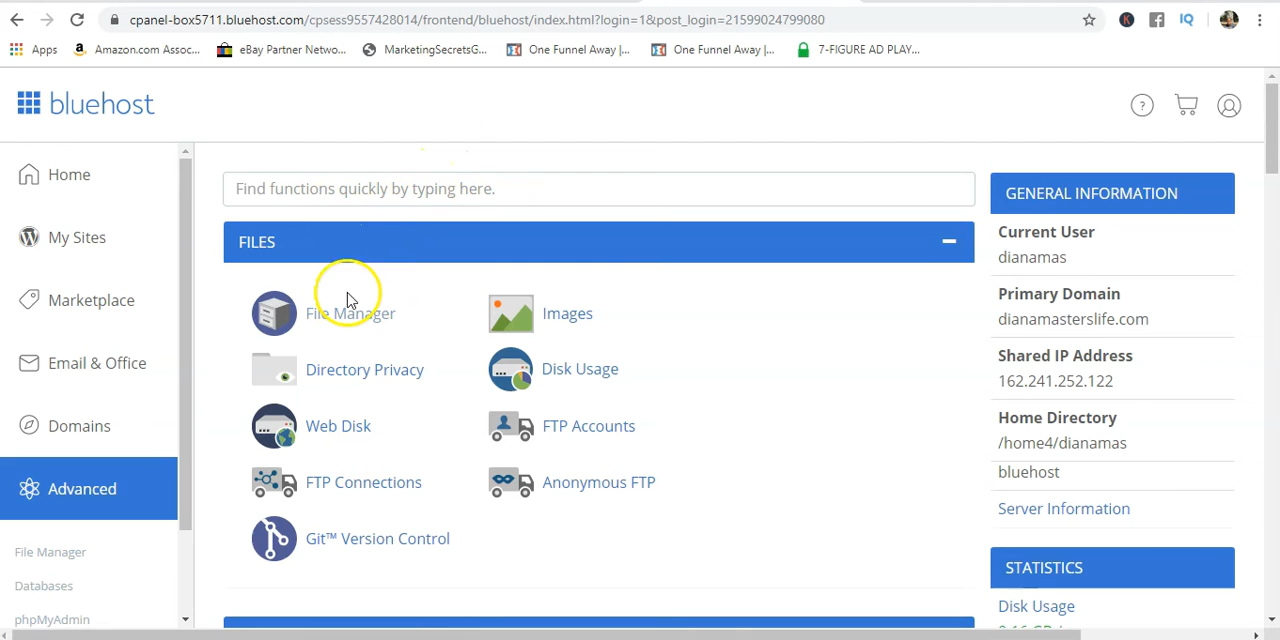 cpanel-box5711.bluehost.com/cpsess9557428014/frontend/bluehost/index.html?login=1&post_login=21599024799080
K
IQ
Apps
Amazon.com Assoc...
eBay Partner Netwo...
MarketingSecretsG...
One Funnel Away |...
One Funnel Away |...
7-FIGURE AD PLAY...
bluehost
?
Home
My Sites
Marketplace
Email & Office
Domains
Advanced
File Manager
Databases
phpMyAdmin
Find functions quickly by typing here.
FILES
File Manager
Images
Directory Privacy
Disk Usage
Web Disk
FTP Accounts
FTP Connections
Anonymous FTP
Git™ Version Control
GENERAL INFORMATION
Current User
dianamas
Primary Domain
dianamasterslife.com
Shared IP Address
162.241.252.122
Home Directory
/home4/dianamas
bluehost
Server Information
STATISTICS
Disk Usage